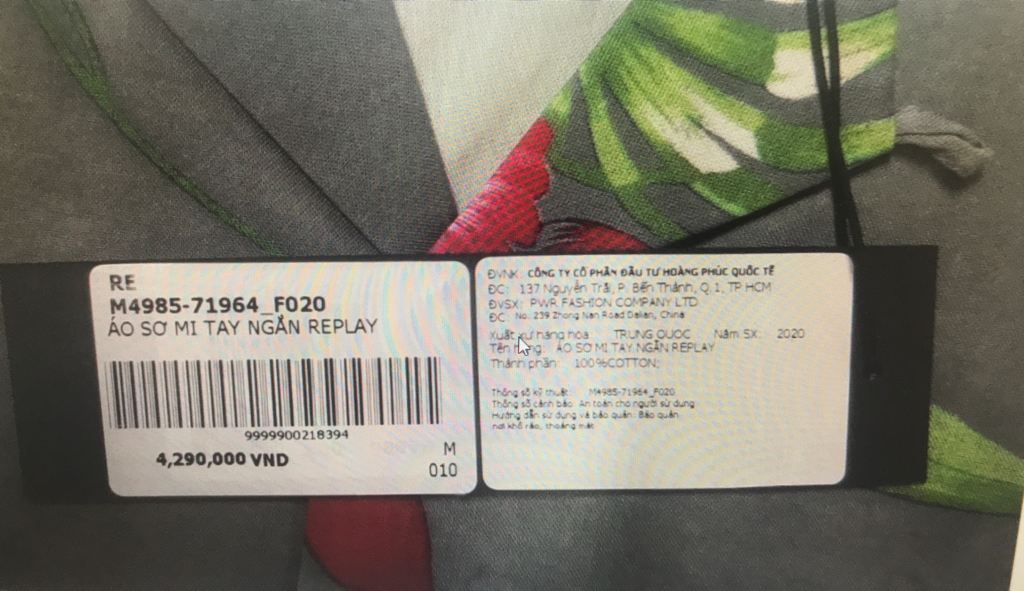 RE
M4985-71964_F020
ÁO SƠ MI TAY NGẮN REPLAY
9999900218394
4,290,000 VND
M
010
ĐVNK: CÔNG TY CỔ PHẦN ĐẦU TƯ HOÀNG PHÚC QUỐC TẾ
ĐC: 137 Nguyễn Trãi, P. Bến Thành, Q.1, TP.HCM
ĐVSX: PWR FASHION COMPANY LTD
ĐC: No. 239 Zhong Nan Road Dalian, China
Xuất xứ hàng hóa TRUNG QUOC Năm SX: 2020
Tên hàng: ÁO SƠ MI TAY NGẮN REPLAY
Thành phần: 100%COTTON;
Thông số kỹ thuật: M4985-71964_F020
Thông số cảnh báo: An toàn cho người sử dụng
Hướng dẫn sử dụng và bảo quản: Bảo quản
nơi khô ráo, thoáng mát